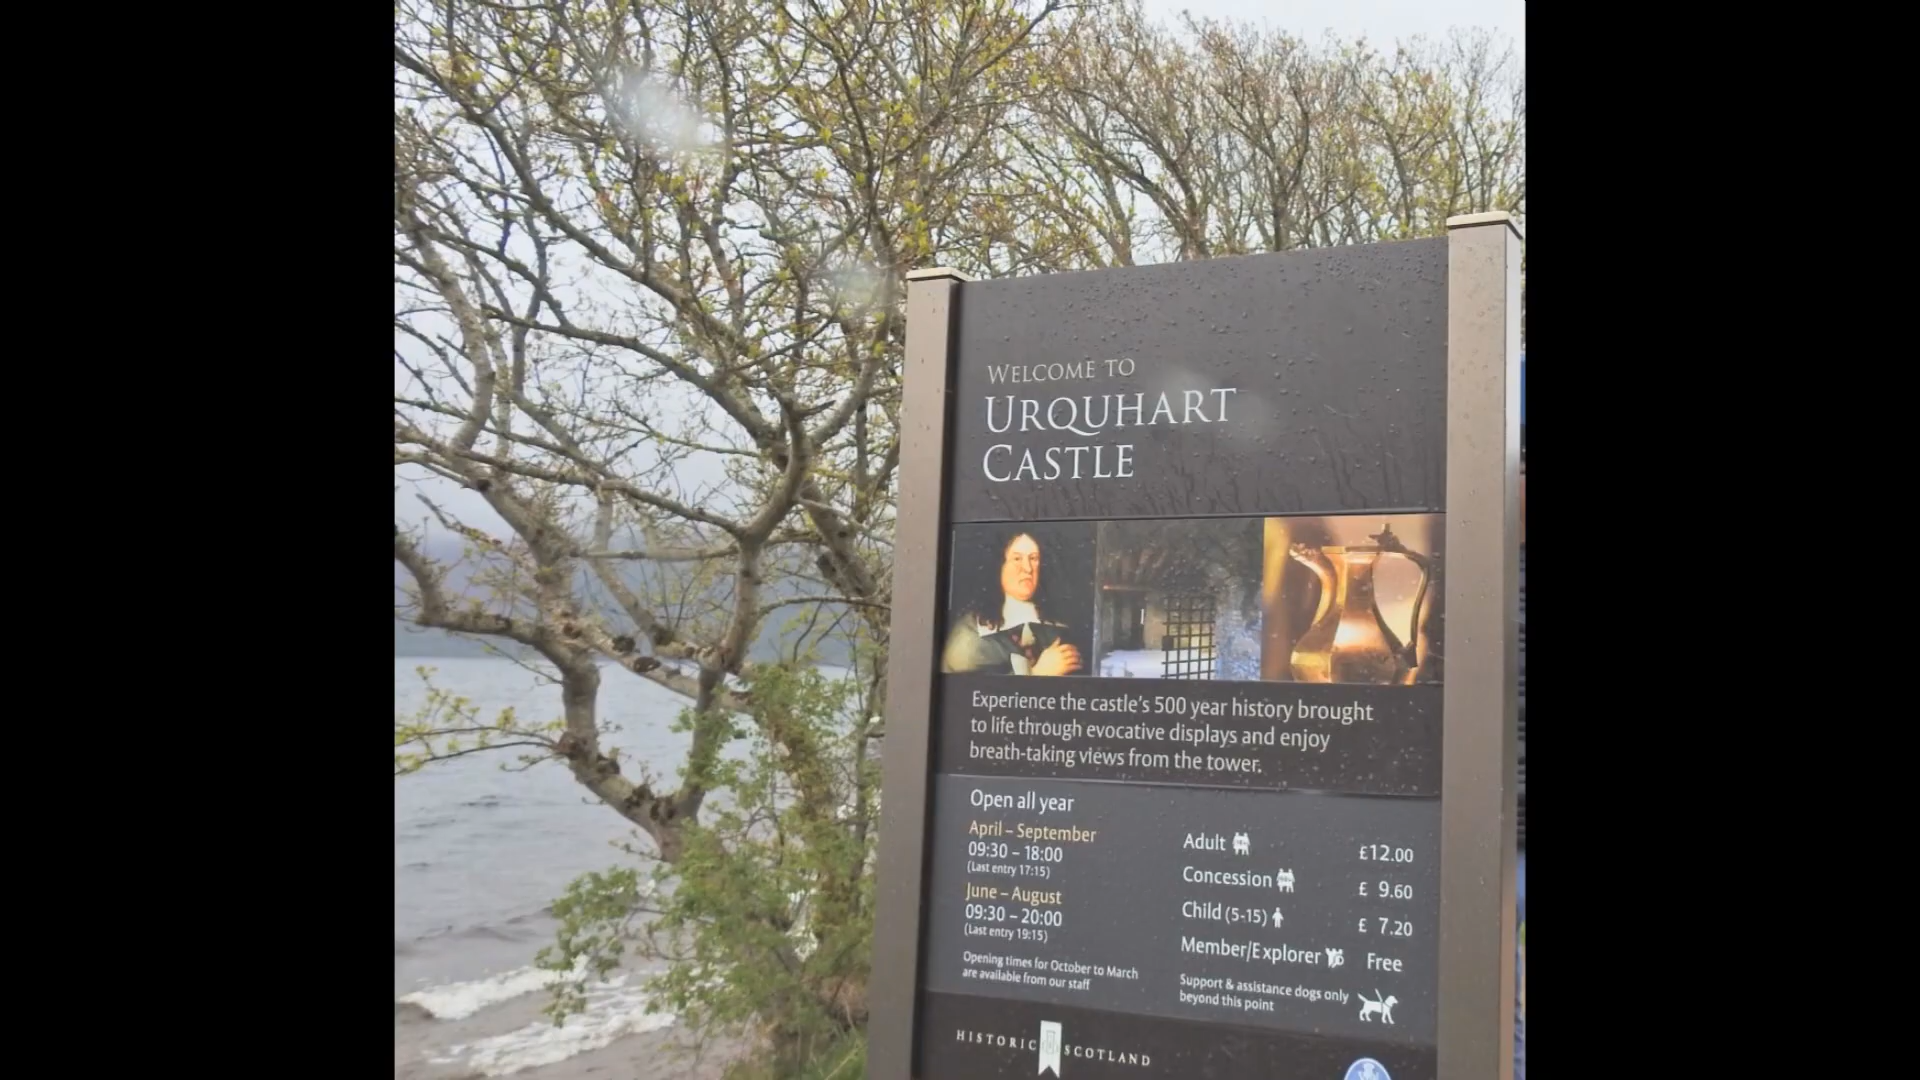 WELCOME TO
URQUHART
CASTLE
Experience the castle's 500 year history brought
to life through evocative displays and enjoy
breath-taking views from the tower.
Open all year
April – September
09:30 – 18:00
(Last entry 17:15)
June – August
09:30 – 20:00
(Last entry 19:15)
Opening times for October to March
are available from our staff
Adult £12.00
Concession £ 9.60
Child (5-15) £ 7.20
Member/Explorer Free
Support & assistance dogs only
beyond this point
HISTORIC SCOTLAND